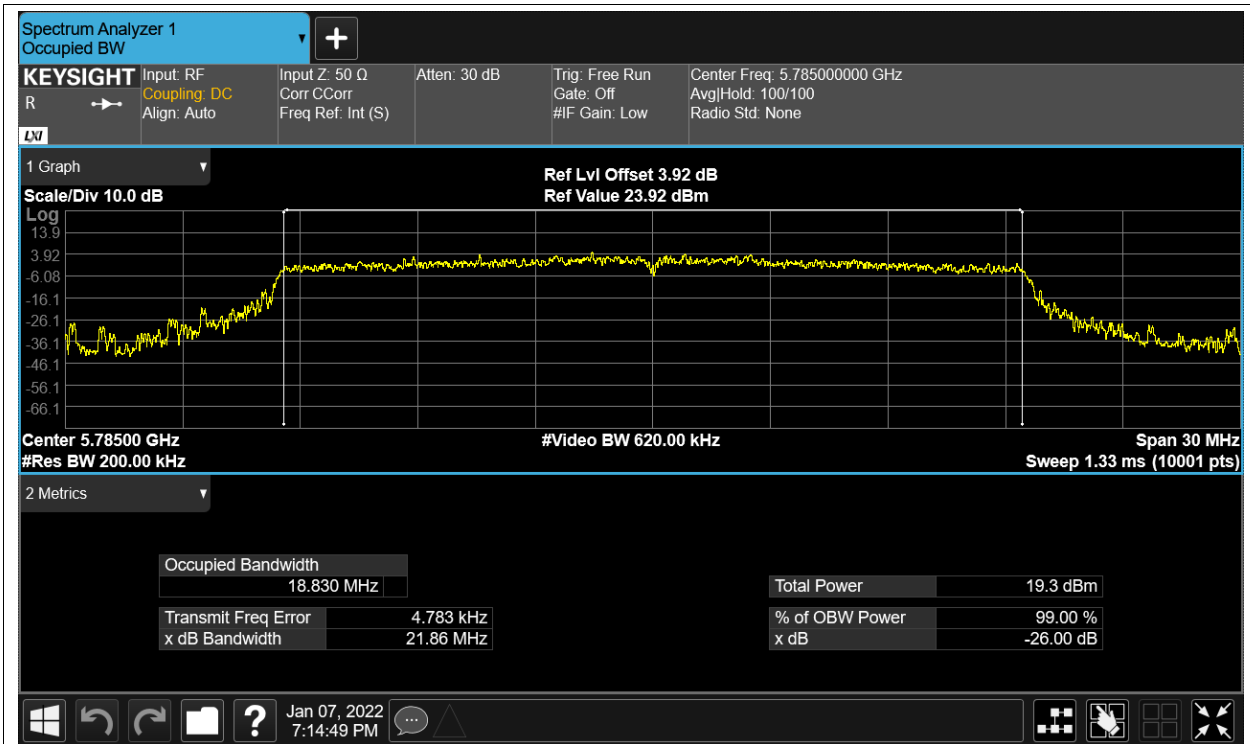 Spectrum Analyzer 1
Occupied BW
KEYSIGHT
R
LXI
Input: RF
Coupling: DC
Align: Auto
Input Z: 50 Ω
Corr CCorr
Freq Ref: Int (S)
Atten: 30 dB
Trig: Free Run
Gate: Off
#IF Gain: Low
Center Freq: 5.785000000 GHz
Avg|Hold: 100/100
Radio Std: None
1 Graph
Scale/Div 10.0 dB
Ref Lvl Offset 3.92 dB
Ref Value 23.92 dBm
Log
13.9
3.92
-6.08
-16.1
-26.1
-36.1
-46.1
-56.1
-66.1
Center 5.78500 GHz
#Video BW 620.00 kHz
Span 30 MHz
#Res BW 200.00 kHz
Sweep 1.33 ms (10001 pts)
2 Metrics
Occupied Bandwidth
18.830 MHz
Total Power 19.3 dBm
Transmit Freq Error 4.783 kHz
% of OBW Power 99.00 %
x dB Bandwidth 21.86 MHz
x dB -26.00 dB
?
Jan 07, 2022
7:14:49 PM